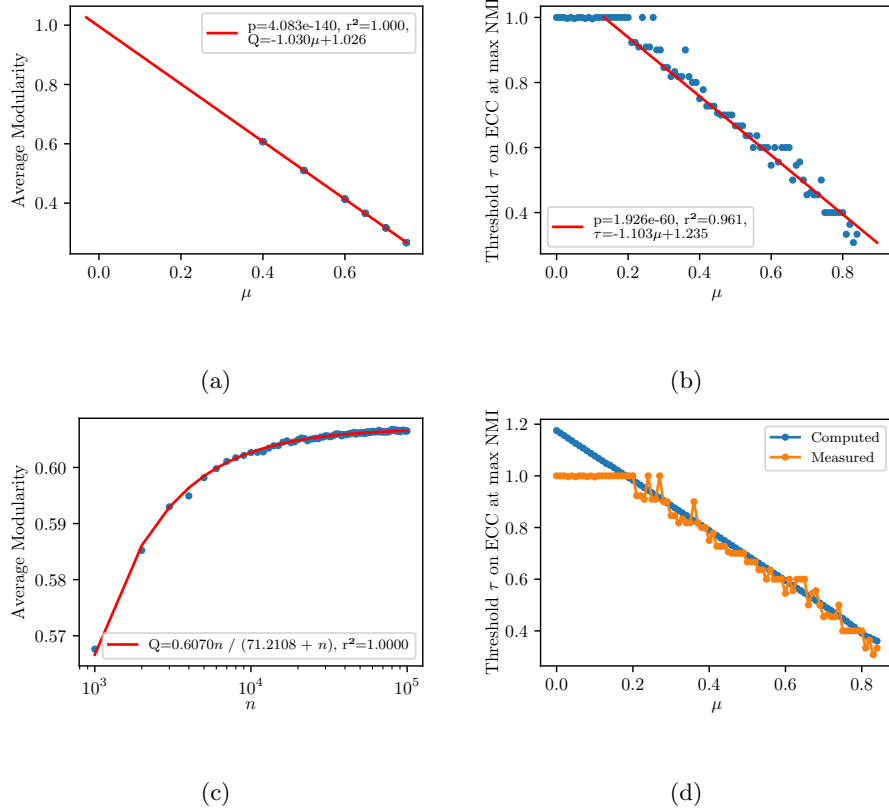 1.0
0.8
0.6
0.4
Average Modularity
p=4.083e-140, r²=1.000,
Q=-1.030μ+1.026
0.0
0.4
0.6
μ
(a)
1.0
0.8
0.6
0.4
Threshold τ on ECC at max NMI
p=1.926e-60, r²=0.961,
τ=-1.103μ+1.235
0.0 0.2 0.4 0.6 0.8
μ
(b)
0.60
0.59
0.58
0.57
Average Modularity
Q=0.6070n / (71.2108 + n), r²=1.0000
10³ 10⁴ 10⁵
n
(c)
1.2
1.0
0.8
0.6
0.4
Threshold τ on ECC at max NMI
Computed
Measured
0.0 0.2 0.4 0.6 0.8
μ
(d)